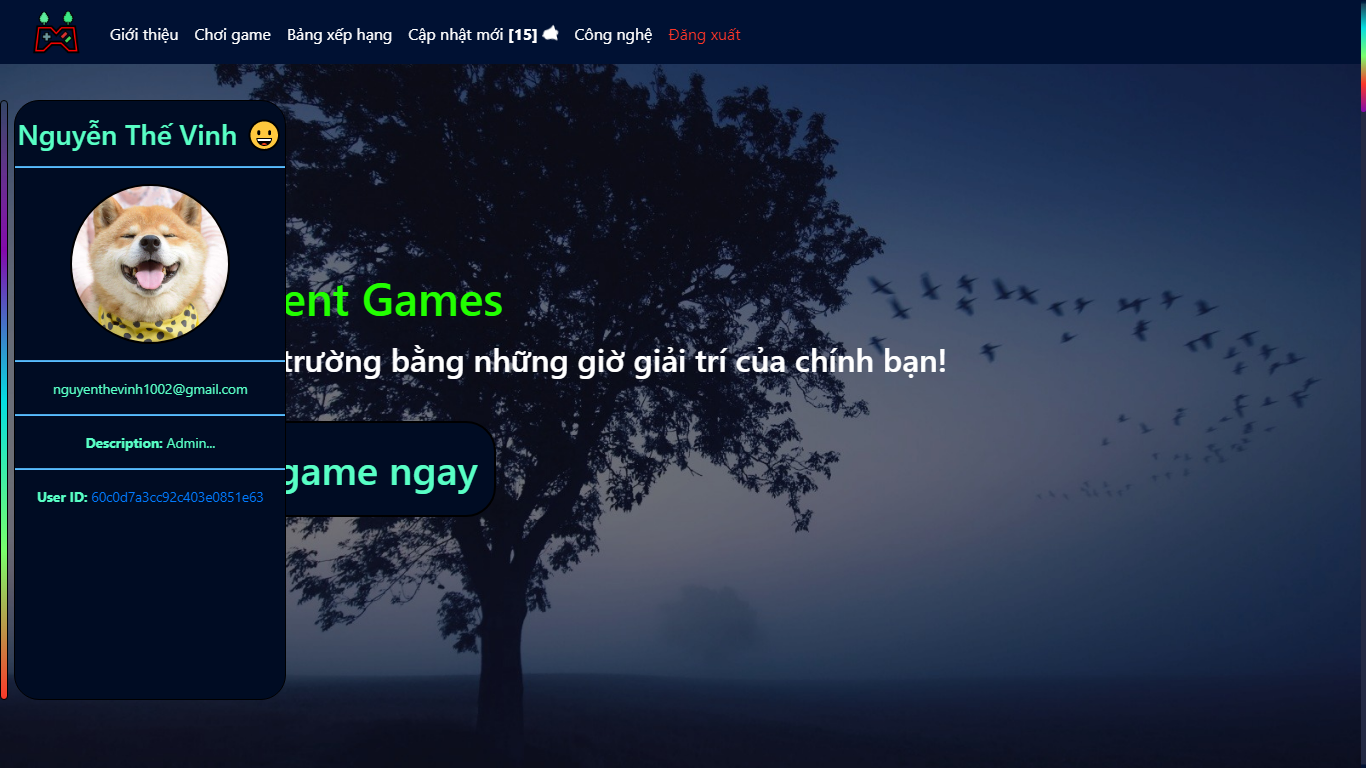 Giới thiệu Chơi game Bảng xếp hạng Cập nhật mới [15] Công nghệ Đăng xuất
Nguyễn Thế Vinh
ent Games
trường bằng những giờ giải trí của chính bạn!
nguyenthevinh1002@gmail.com
Description: Admin...
game ngay
User ID: 60c0d7a3cc92c403e0851e63